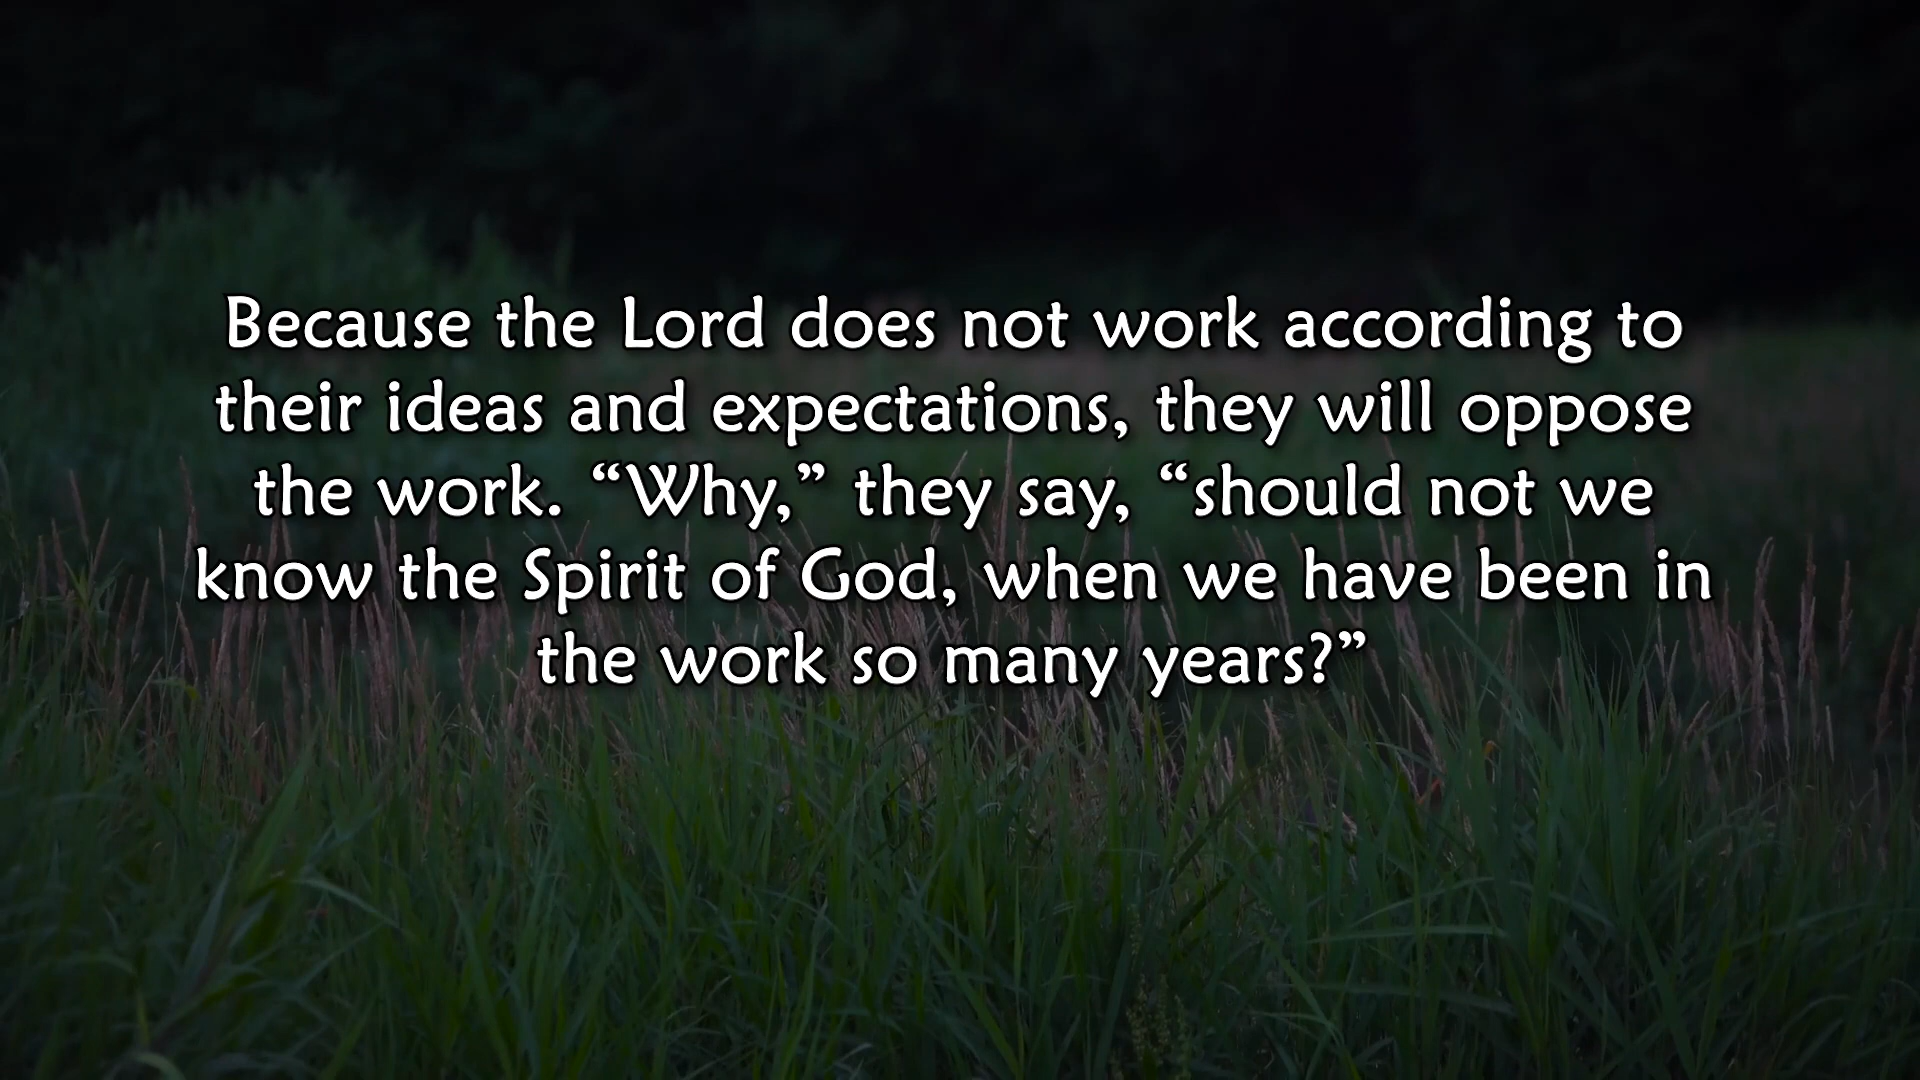 Because the Lord does not work according to
their ideas and expectations, they will oppose
the work. “Why,” they say, “should not we
know the Spirit of God, when we have been in
the work so many years?”